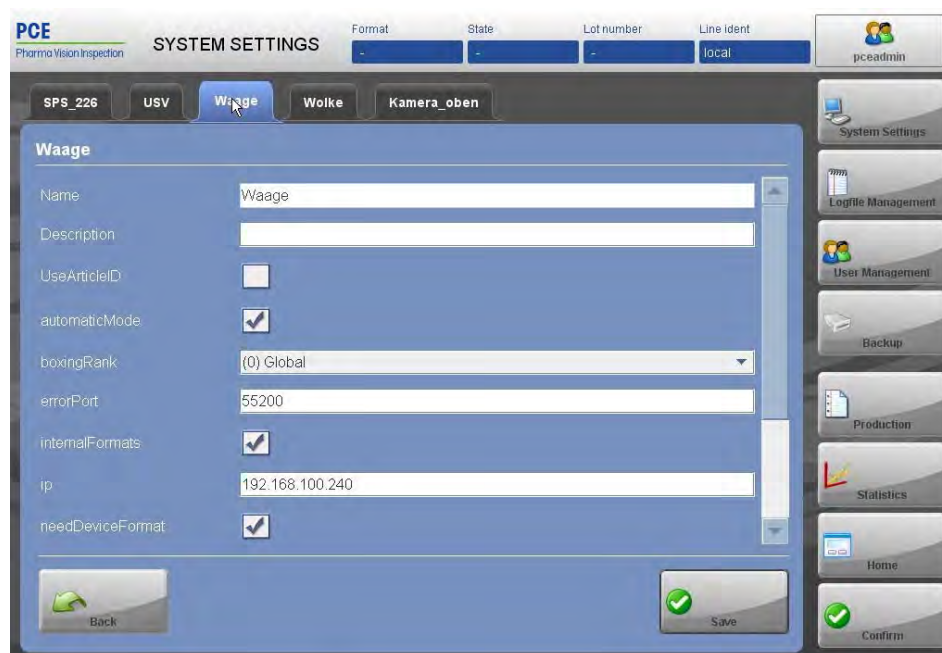 PCE
Pharma Vision Inspection
SYSTEM SETTINGS
Format
-
State
-
Lot number
-
Line ident
local
pceadmin
SPS_226
USV
Waage
Wolke
Kamera_oben
Waage
Name
Waage
Description
UseArticleID
automaticMode
boxingRank
(0) Global
errorPort
55200
internalFormats
ip
192.168.100.240
needDeviceFormat
Back
Save
System Settings
Logfile Management
User Management
Backup
Production
Statistics
Home
Confirm